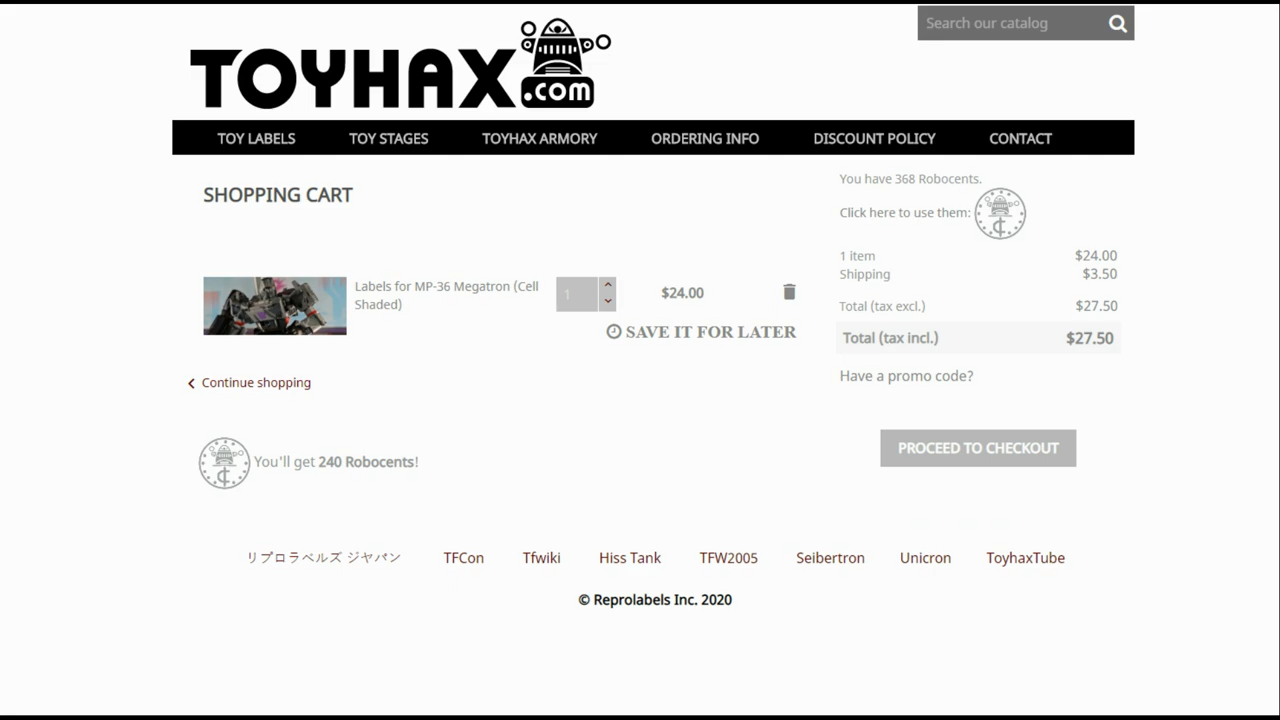 Search our catalog
TOYHAX
.com
TOY LABELS TOY STAGES TOYHAX ARMORY ORDERING INFO DISCOUNT POLICY CONTACT
SHOPPING CART
You have 368 Robocents.
Click here to use them:
1 item $24.00
Shipping $3.50
Total (tax excl.) $27.50
Total (tax incl.) $27.50
Have a promo code?
PROCEED TO CHECKOUT
Labels for MP-36 Megatron (Cell
Shaded)
1
$24.00
SAVE IT FOR LATER
Continue shopping
You'll get 240 Robocents!
リプロラベルズ ジャパン TFCon Tfwiki Hiss Tank TFW2005 Seibertron Unicron ToyhaxTube
© Reprolabels Inc. 2020